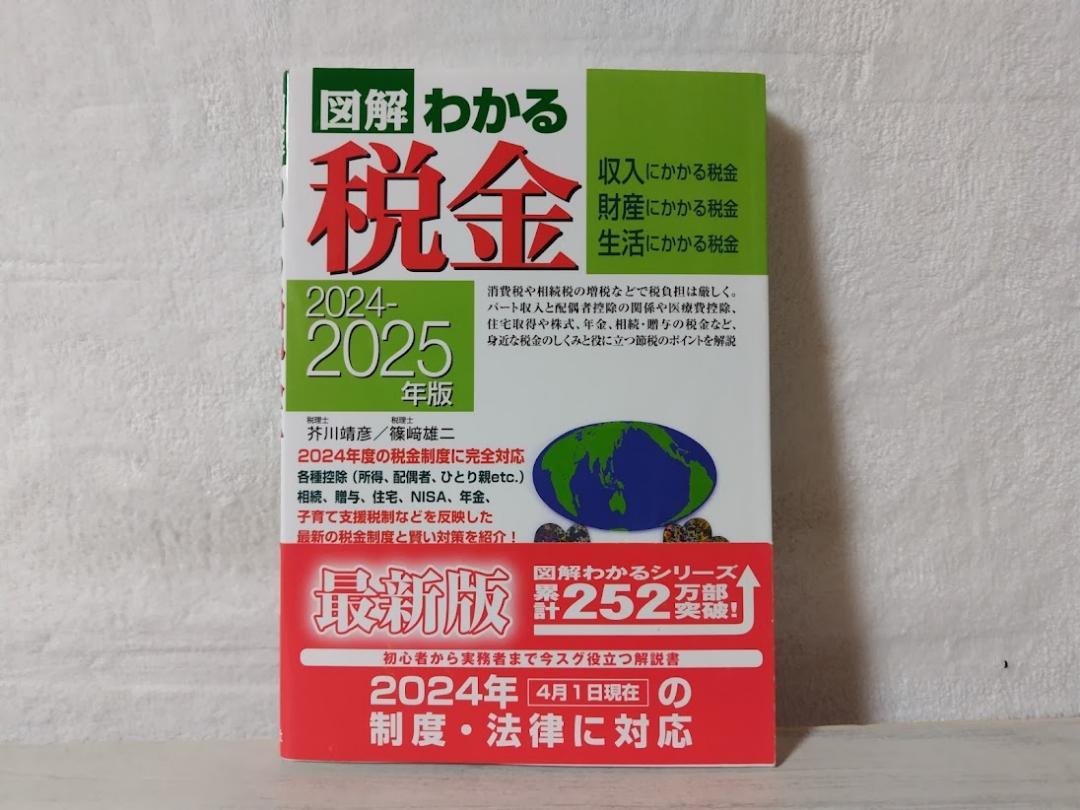 図解 わかる
税金
収入にかかる税金
財産にかかる税金
生活にかかる税金
2024-
2025
年版
消費税や相続税の増税などで税負担は厳しく。
パート収入と配偶者控除の関係や医療費控除、
住宅取得や株式、年金、相続・贈与の税金など、
身近な税金のしくみと役に立つ節税のポイントを解説
税理士 税理士
芥川靖彦／篠﨑雄二
2024年度の税金制度に完全対応
各種控除（所得、配偶者、ひとり親etc.）
相続、贈与、住宅、NISA、年金、
子育て支援税制などを反映した
最新の税金制度と賢い対策を紹介！
最新版
図解わかるシリーズ
累計252万部突破!
初心者から実務者まで今スグ役立つ解説書
2024年 4月1日現在 の
制度・法律に対応